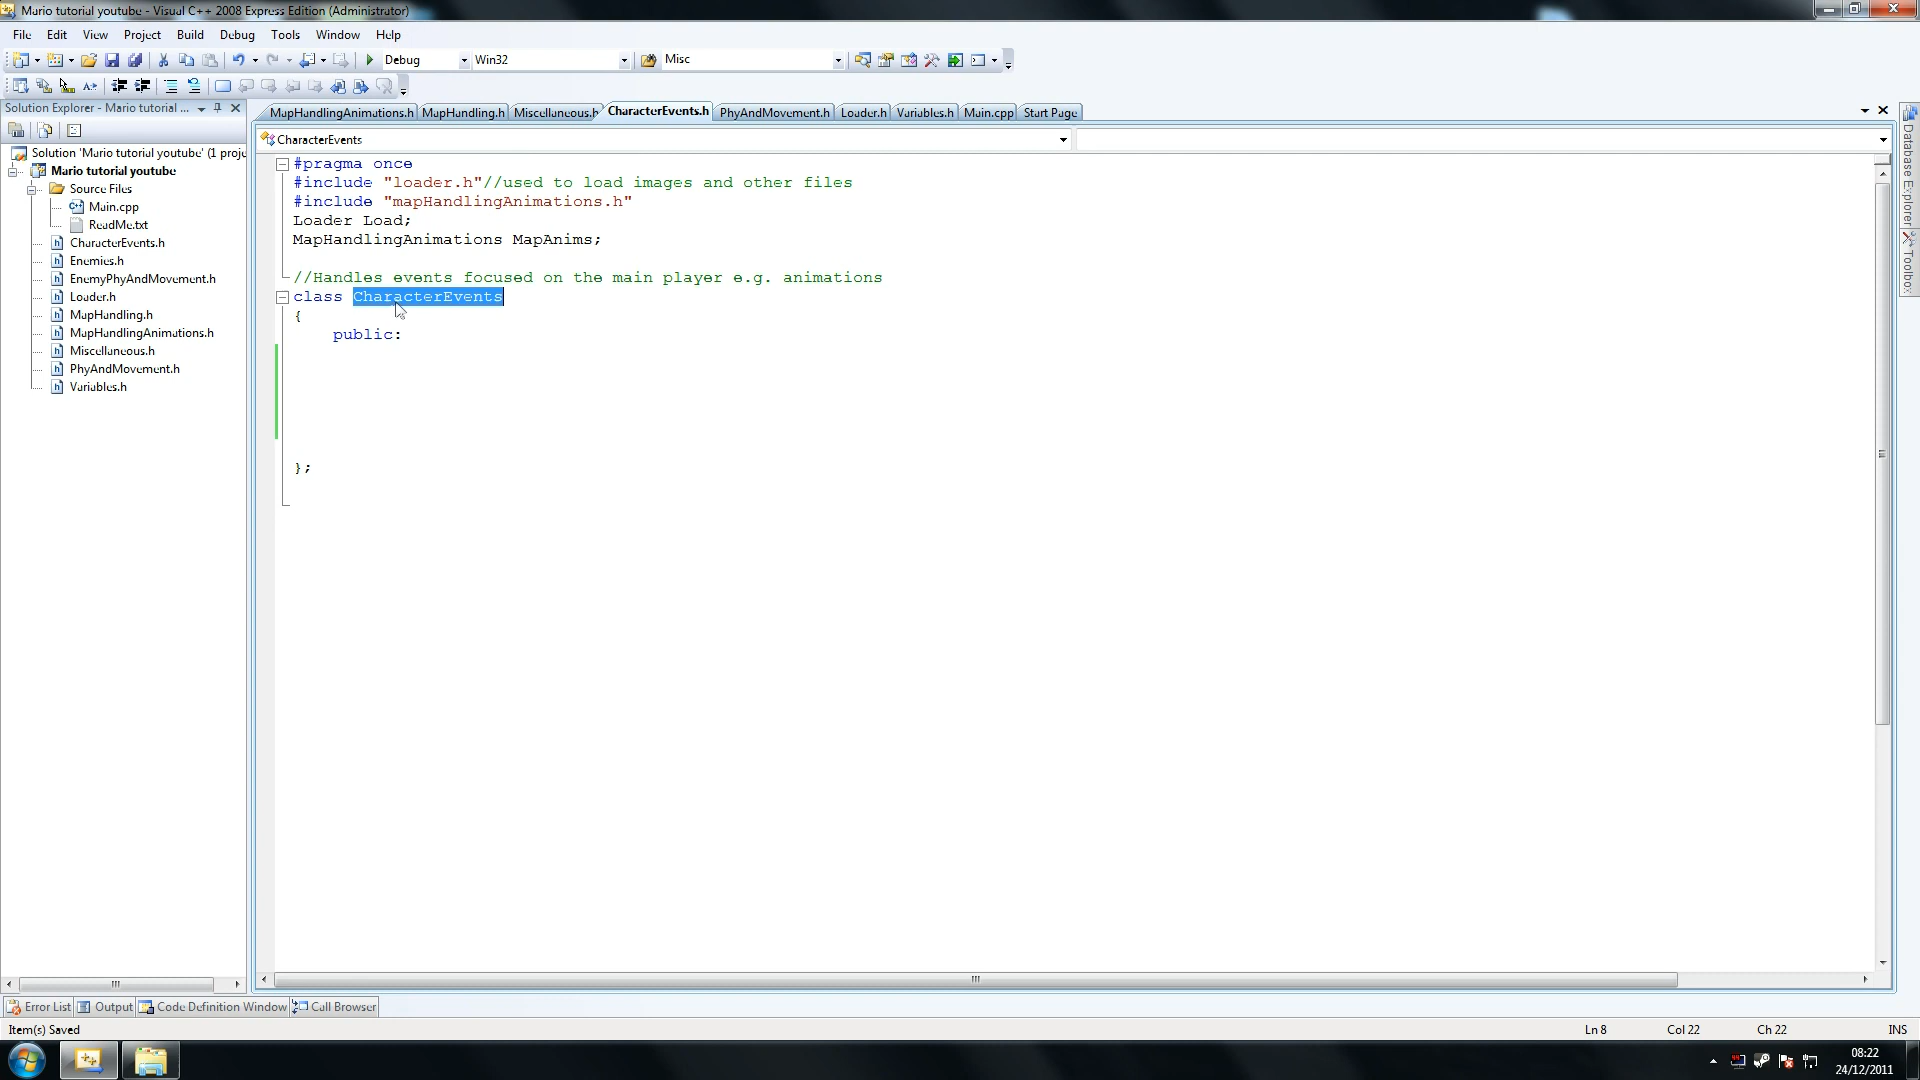 Mario tutorial youtube - Visual C++ 2008 Express Edition (Administrator)
File Edit View Project Build Debug Tools Window Help
Debug Win32 Misc
Solution Explorer - Mario tutorial ...
MapHandlingAnimations.h MapHandling.h Miscellaneous.h CharacterEvents.h PhyAndMovement.h Loader.h Variables.h Main.cpp Start Page
CharacterEvents
Solution 'Mario tutorial youtube' (1 proje
Mario tutorial youtube
Source Files
Main.cpp
ReadMe.txt
CharacterEvents.h
Enemies.h
EnemyPhyAndMovement.h
Loader.h
MapHandling.h
MapHandlingAnimations.h
Miscellaneous.h
PhyAndMovement.h
Variables.h
#pragma once
#include "loader.h"//used to load images and other files
#include "mapHandlingAnimations.h"
Loader Load;
MapHandlingAnimations MapAnims;
//Handles events focused on the main player e.g. animations
class CharacterEvents
{
public:
};
Database Explorer
Toolbox
Error List Output Code Definition Window Call Browser
Item(s) Saved Ln 8 Col 22 Ch 22 INS
08:22
24/12/2011